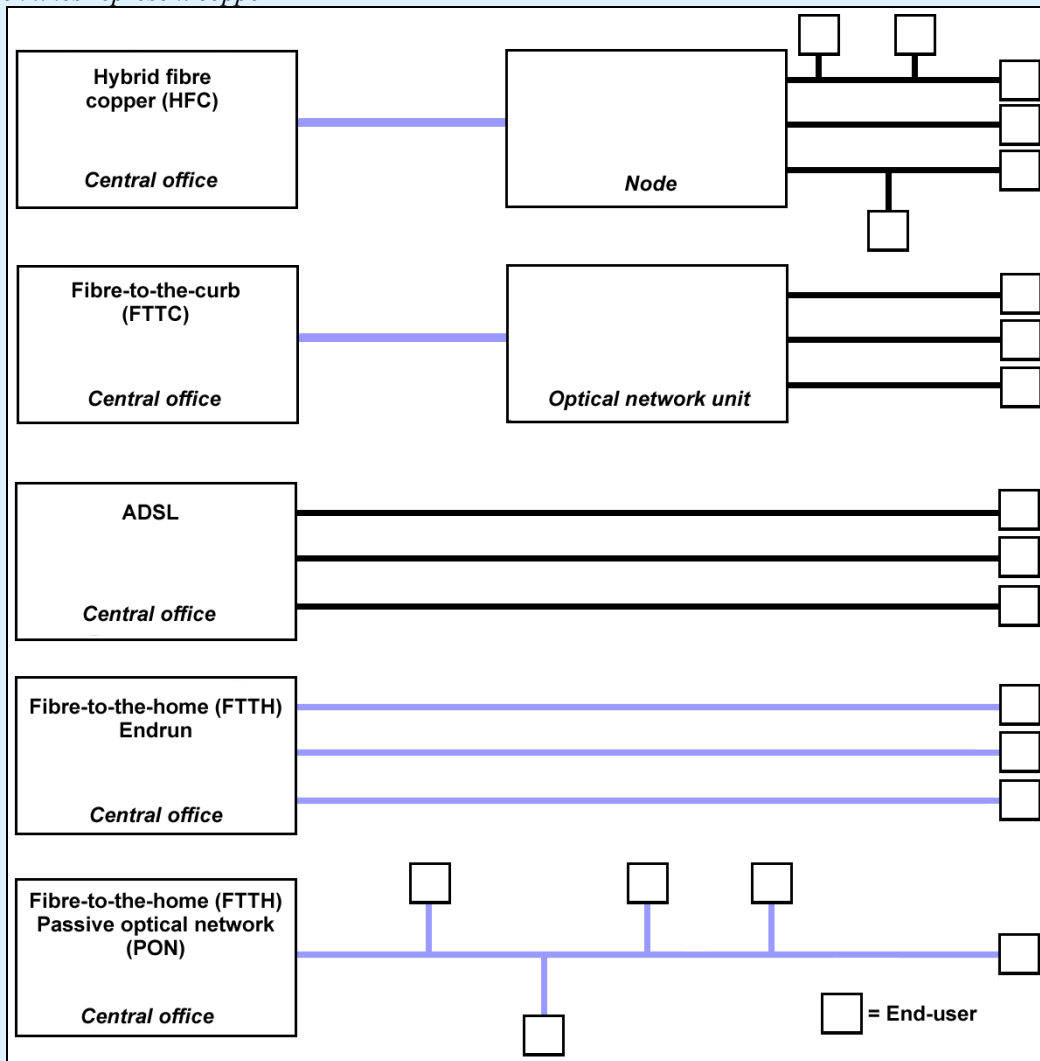 Hybrid fibre
copper (HFC)
Central office
Node
Fibre-to-the-curb
(FTTC)
Central office
Optical network unit
ADSL
Central office
Fibre-to-the-home (FTTH)
Endrun
Central office
Fibre-to-the-home (FTTH)
Passive optical network
(PON)
Central office
= End-user